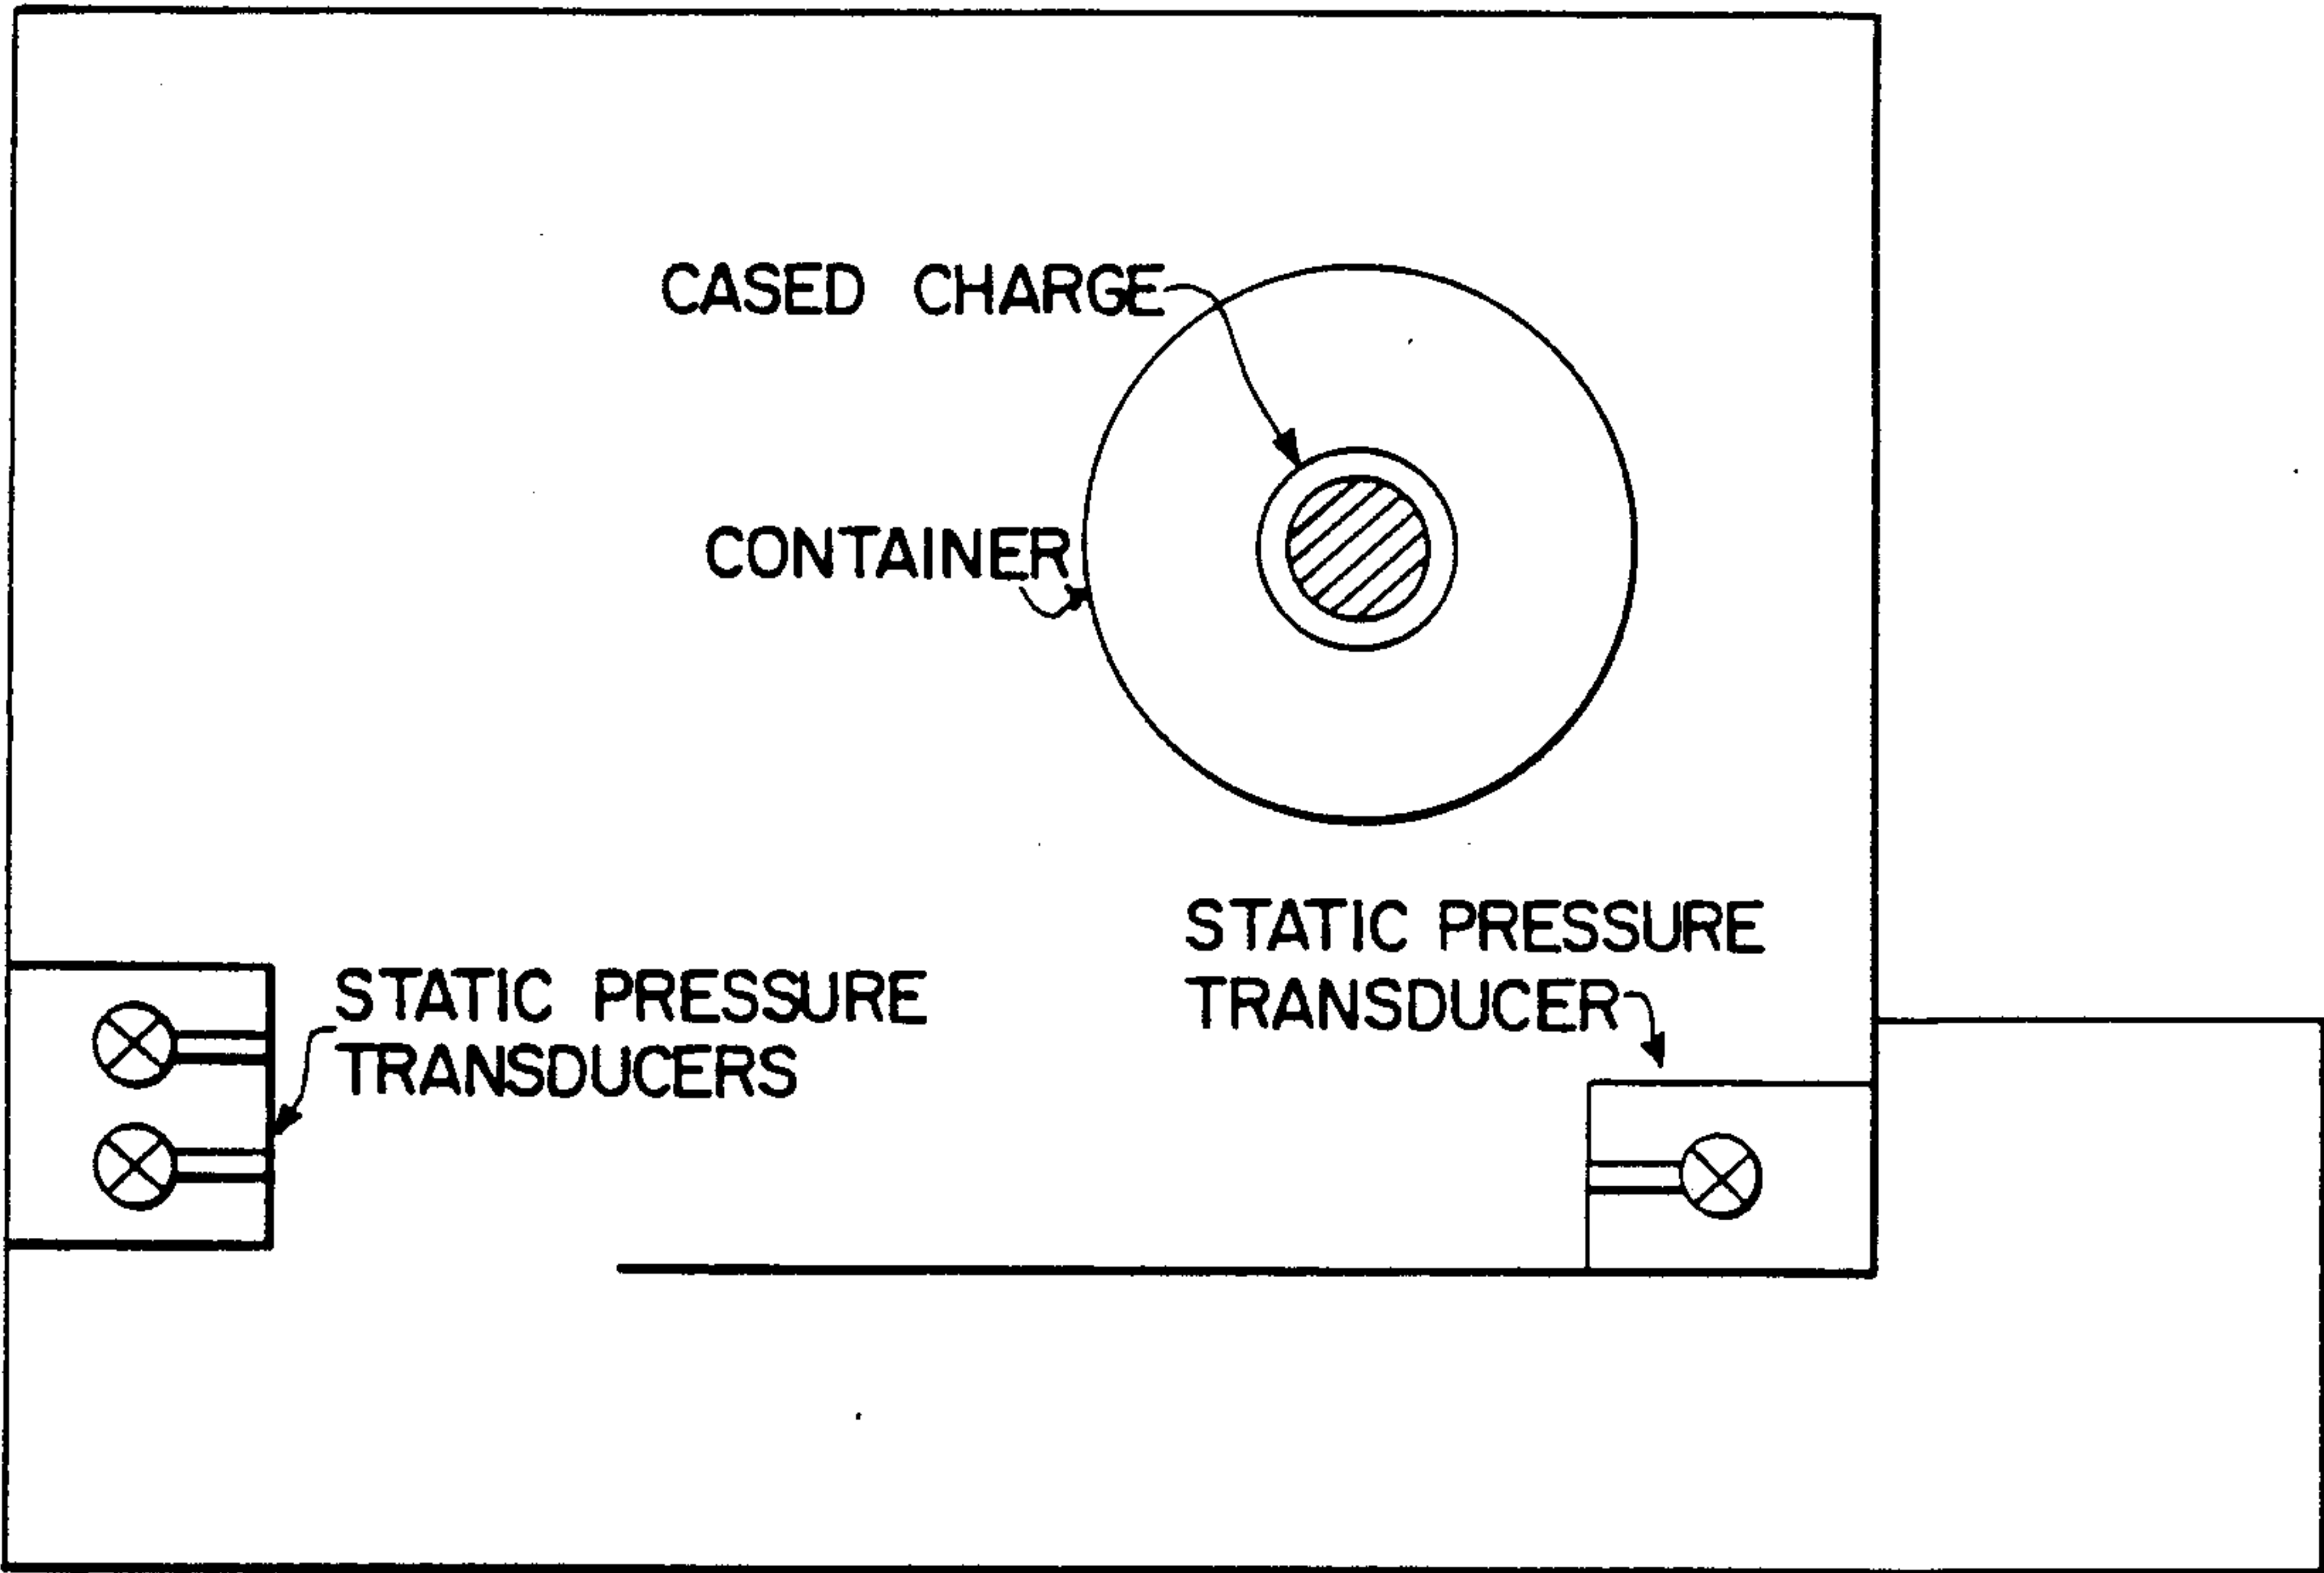 CASED CHARGE
CONTAINER
STATIC PRESSURE
TRANSDUCER
STATIC PRESSURE
TRANSDUCERS